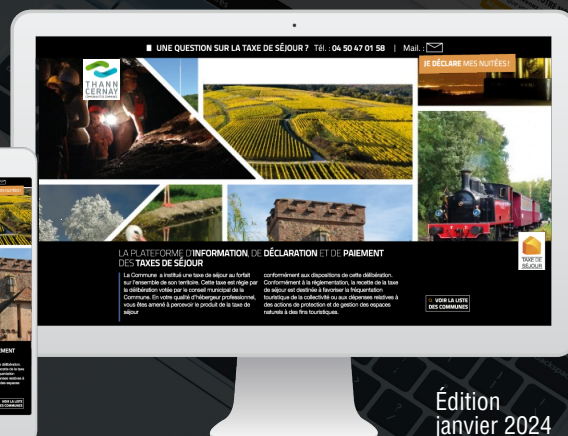 UNE QUESTION SUR LA TAXE DE SÉJOUR ? Tél. : 04 50 47 01 58 | Mail. :
THANN
CERNAY
COMMUNAUTÉ DE COMMUNES
JE DÉCLARE MES NUITÉES !
LA PLATEFORME D'INFORMATION, DE DÉCLARATION ET DE PAIEMENT
DES TAXES DE SÉJOUR
La Commune a institué une taxe de séjour au forfait
sur l'ensemble de son territoire. Cette taxe est régie par
la délibération votée par le conseil municipal de la
Commune. En votre qualité d'hébergeur professionnel,
vous êtes amené à percevoir le produit de la taxe de
séjour
conformément aux dispositions de cette délibération.
Conformément à la réglementation, la recette de la taxe
de séjour est destinée à favoriser la fréquentation
touristique de la collectivité ou aux dépenses relatives à
des actions de protection et de gestion des espaces
naturels à des fins touristiques.
TAXE DE
SÉJOUR
VOIR LA LISTE
DES COMMUNES
Édition
janvier 2024